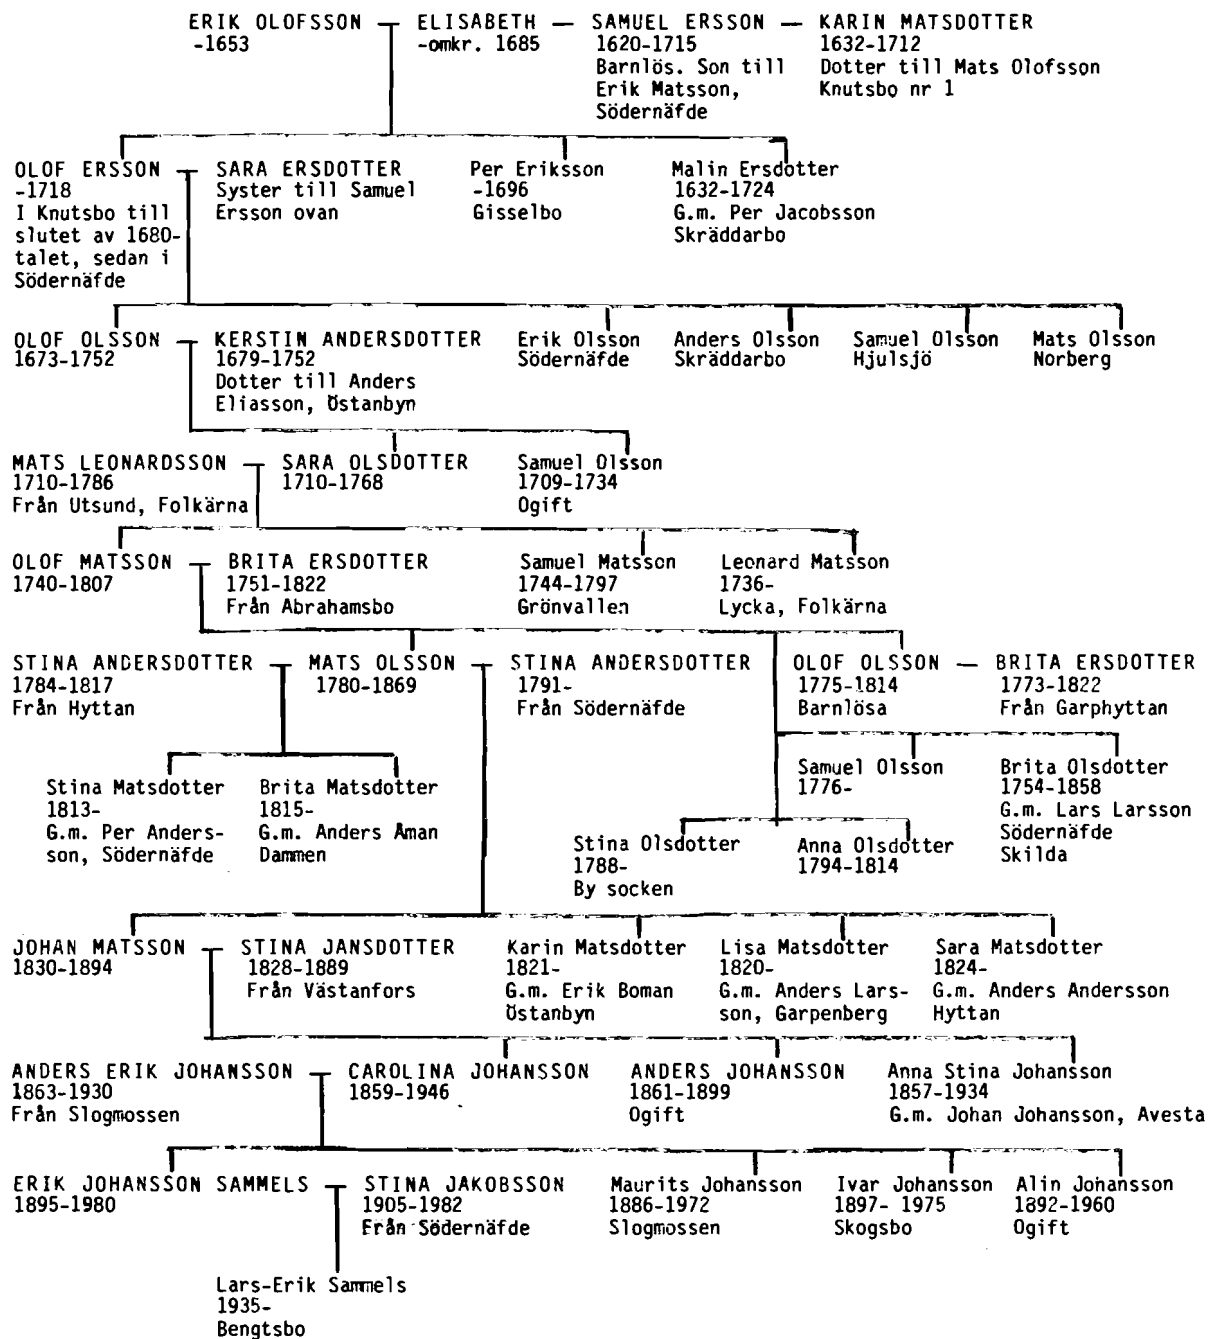 ERIK OLOFSSON
-1653
ELISABETH
-omkr. 1685
SAMUEL ERSSON
1620-1715
Barnlös. Son till
Erik Matsson,
Södernäfde
KARIN MATSDOTTER
1632-1712
Dotter till Mats Olofsson
Knutsbo nr 1
OLOF ERSSON
-1718
I Knutsbo till
slutet av 1680-
talet, sedan i
Södernäfde
SARA ERSDOTTER
Syster till Samuel
Ersson ovan
Per Eriksson
-1696
Gisselbo
Malin Ersdotter
1632-1724
G.m. Per Jacobsson
Skräddarbo
OLOF OLSSON
1673-1752
KERSTIN ANDERSDOTTER
1679-1752
Dotter till Anders
Eliasson, Östanbyn
Erik Olsson
Södernäfde
Anders Olsson
Skräddarbo
Samuel Olsson
Hjulsjö
Mats Olsson
Norberg
MATS LEONARDSSON
1710-1786
Från Utsund, Folkärna
SARA OLSDOTTER
1710-1768
Samuel Olsson
1709-1734
Ogift
OLOF MATSSON
1740-1807
BRITA ERSDOTTER
1751-1822
Från Abrahamsbo
Samuel Matsson
1744-1797
Grönvallen
Leonard Matsson
1736-
Lycka, Folkärna
STINA ANDERSDOTTER
1784-1817
Från Hyttan
MATS OLSSON
1780-1869
STINA ANDERSDOTTER
1791-
Från Södernäfde
OLOF OLSSON
1775-1814
Barnlösa
BRITA ERSDOTTER
1773-1822
Från Garphyttan
Stina Matsdotter
1813-
G.m. Per Anders-
son, Södernäfde
Brita Matsdotter
1815-
G.m. Anders Åman
Dammen
Samuel Olsson
1776-
Brita Olsdotter
1754-1858
G.m. Lars Larsson
Södernäfde
Skilda
Stina Olsdotter
1788-
By socken
Anna Olsdotter
1794-1814
JOHAN MATSSON
1830-1894
STINA JANSDOTTER
1828-1889
Från Västanfors
Karin Matsdotter
1821-
G.m. Erik Boman
Östanbyn
Lisa Matsdotter
1820-
G.m. Anders Lars-
son, Garpenberg
Sara Matsdotter
1824-
G.m. Anders Andersson
Hyttan
ANDERS ERIK JOHANSSON
1863-1930
Från Slogmossen
CAROLINA JOHANSSON
1859-1946
ANDERS JOHANSSON
1861-1899
Ogift
Anna Stina Johansson
1857-1934
G.m. Johan Johansson, Avesta
ERIK JOHANSSON SAMMELS
1895-1980
STINA JAKOBSSON
1905-1982
Från Södernäfde
Maurits Johansson
1886-1972
Slogmossen
Ivar Johansson
1897- 1975
Skogsbo
Alin Johansson
1892-1960
Ogift
Lars-Erik Sammels
1935-
Bengtsbo